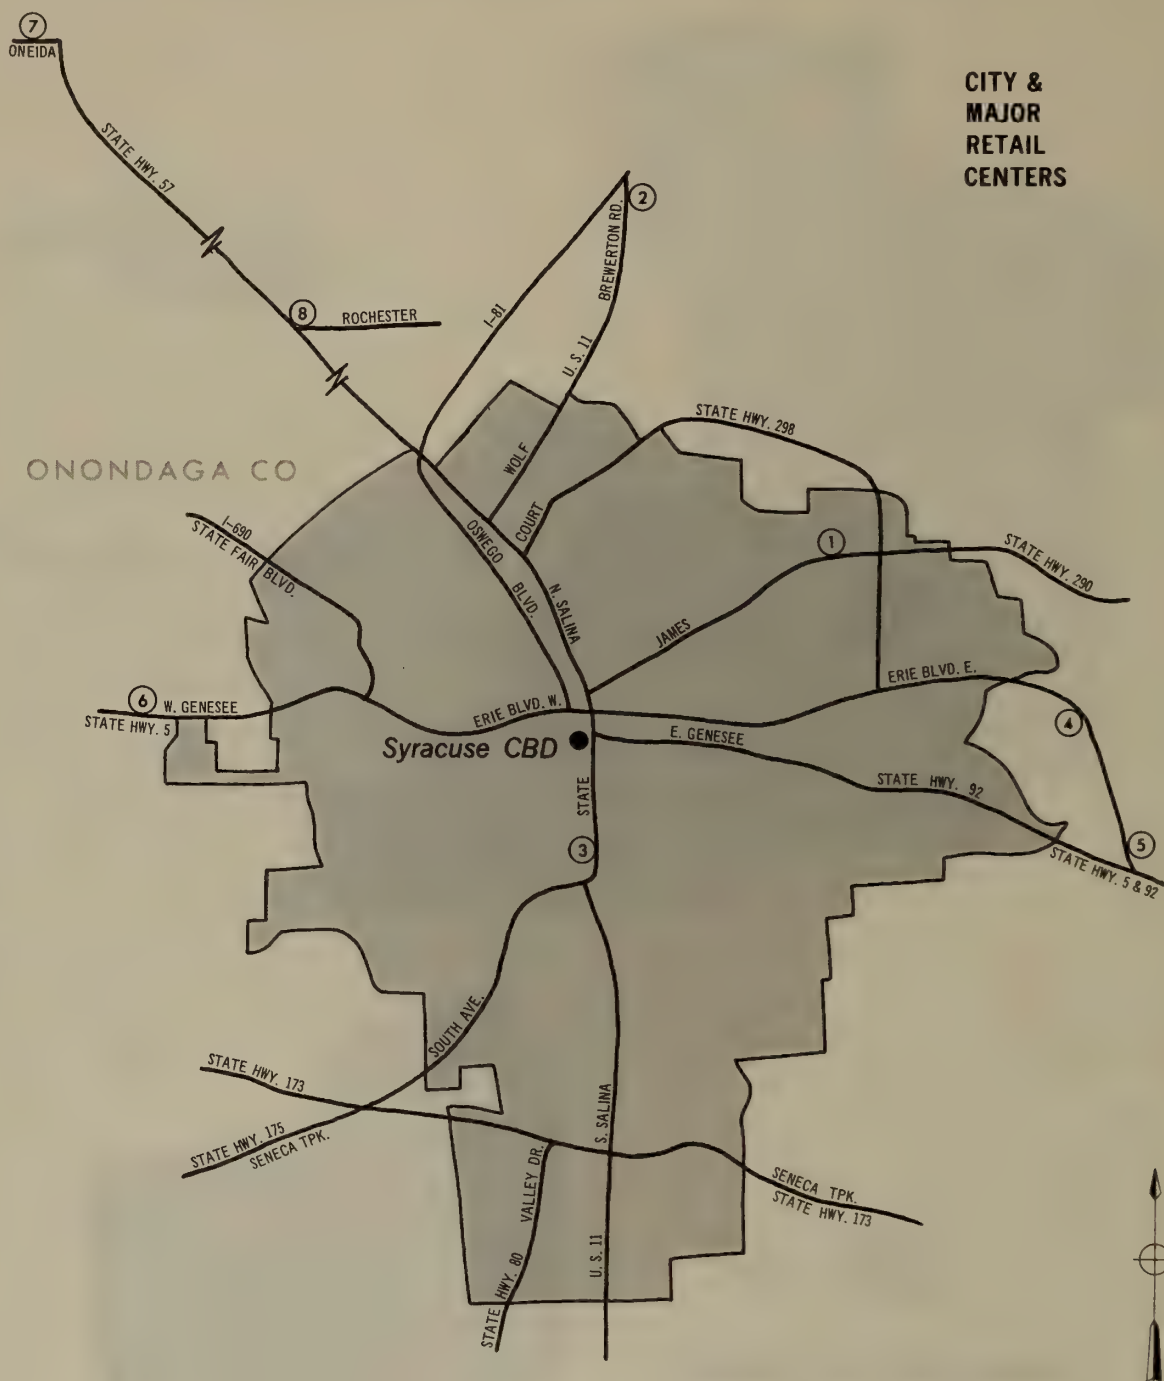 7
ONEIDA
CITY &
MAJOR
RETAIL
CENTERS
STATE HWY. 57
2
BREWERTON RD.
I-81
8
ROCHESTER
U. S. 11
STATE HWY. 298
ONONDAGA CO
WOLF
COURT
I-690
STATE FAIR BLVD.
OSWEGO
BLVD.
N. SALINA
1
STATE HWY. 290
JAMES
ERIE BLVD. E.
6
W. GENESEE
STATE HWY. 5
ERIE BLVD. W.
4
E. GENESEE
Syracuse CBD
STATE
STATE HWY. 92
3
5
STATE HWY. 5 & 92
SOUTH AVE.
STATE HWY. 173
S. SALINA
STATE HWY. 175
SENECA TPK.
VALLEY DR.
SENECA TPK.
STATE HWY. 173
U. S. 11
STATE HWY. 80